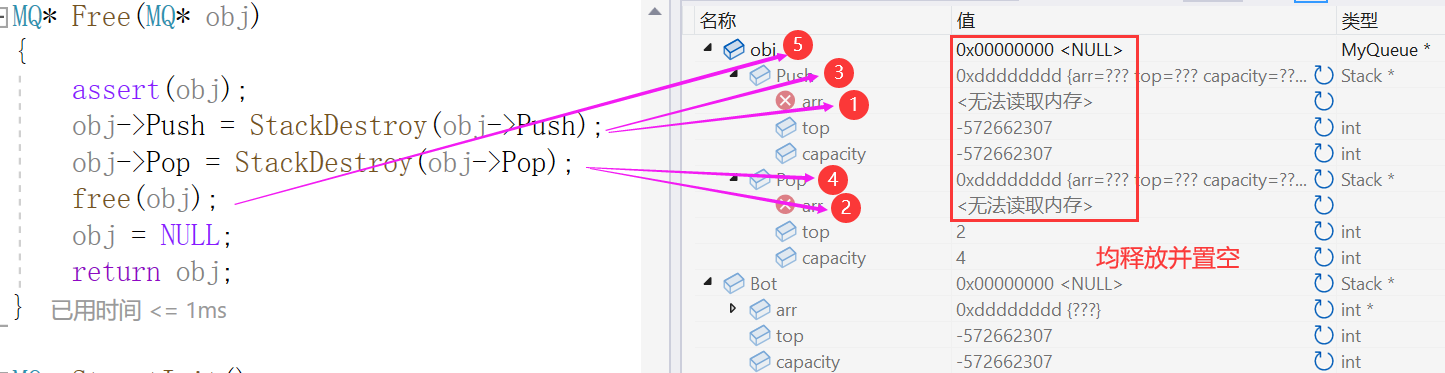 MQ* Free(MQ* obj)
{
assert(obj);
obj->Push = StackDestroy(obj->Push);
obj->Pop = StackDestroy(obj->Pop);
free(obj);
obj = NULL;
return obj;
} 已用时间 <= 1ms
名称 值 类型
obj 5 0x00000000 <NULL> MyQueue *
Push 3 0xdddddddd {arr=??? top=??? capacity=??... Stack *
arr 1 <无法读取内存>
top -572662307 int
capacity -572662307 int
Pop 4 0xdddddddd {arr=??? top=??? capacity=??... Stack *
arr 2 <无法读取内存>
top 2 int
capacity 4 int
均释放并置空
Bot 0x00000000 <NULL> Stack *
arr 0xdddddddd {???} int *
top -572662307 int
capacity -572662307 int